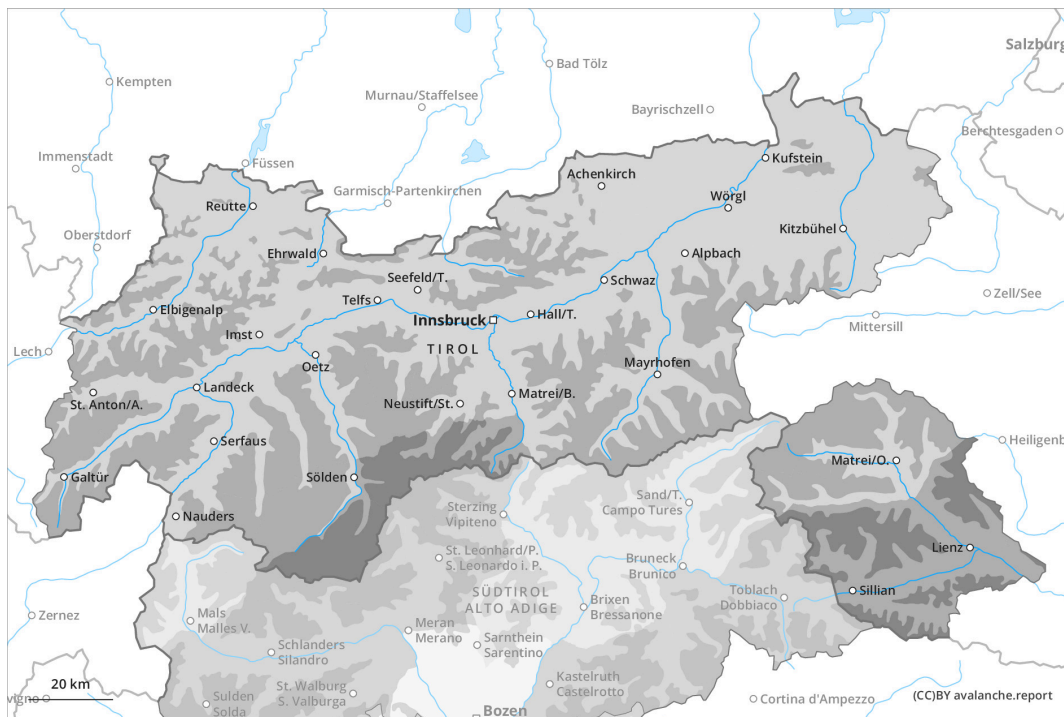 Salzburg
Kempten
Bad Tölz
Murnau/Staffelsee
Bayrischzell
Berchtesgaden
Immenstadt
Füssen
Kufstein
Achenkirch
Garmisch-Partenkirchen
Reutte
Wörgl
Oberstdorf
Kitzbühel
Ehrwald
Alpbach
Seefeld/T.
Schwaz
Zell/See
Telfs
Elbigenalp
Innsbruck
Hall/T.
Mittersill
Imst
TIROL
Lech
Oetz
Mayrhofen
Landeck
St. Anton/A.
Neustift/St.
Matrei/B.
Serfaus
Heiligenb
Matrei/O.
Galtür
Sölden
Sand/T.
Campo Tures
Sterzing
Vipiteno
Nauders
Lienz
St. Leonhard/P.
S. Leonardo i. P.
Bruneck
Brunico
SÜDTIROL
ALTO ADIGE
Toblach
Dobbiaco
Sillian
Brixen
Bressanone
Zernez
Mals
Malles V.
Meran
Merano
Sarnthein
Sarentino
Schlanders
Silandro
Kastelruth
Castelrotto
20 km
vigno
Sulden
Solda
St. Walburg
S. Valburga
Cortina d'Ampezzo
(CC)BY avalanche.report
Bozen